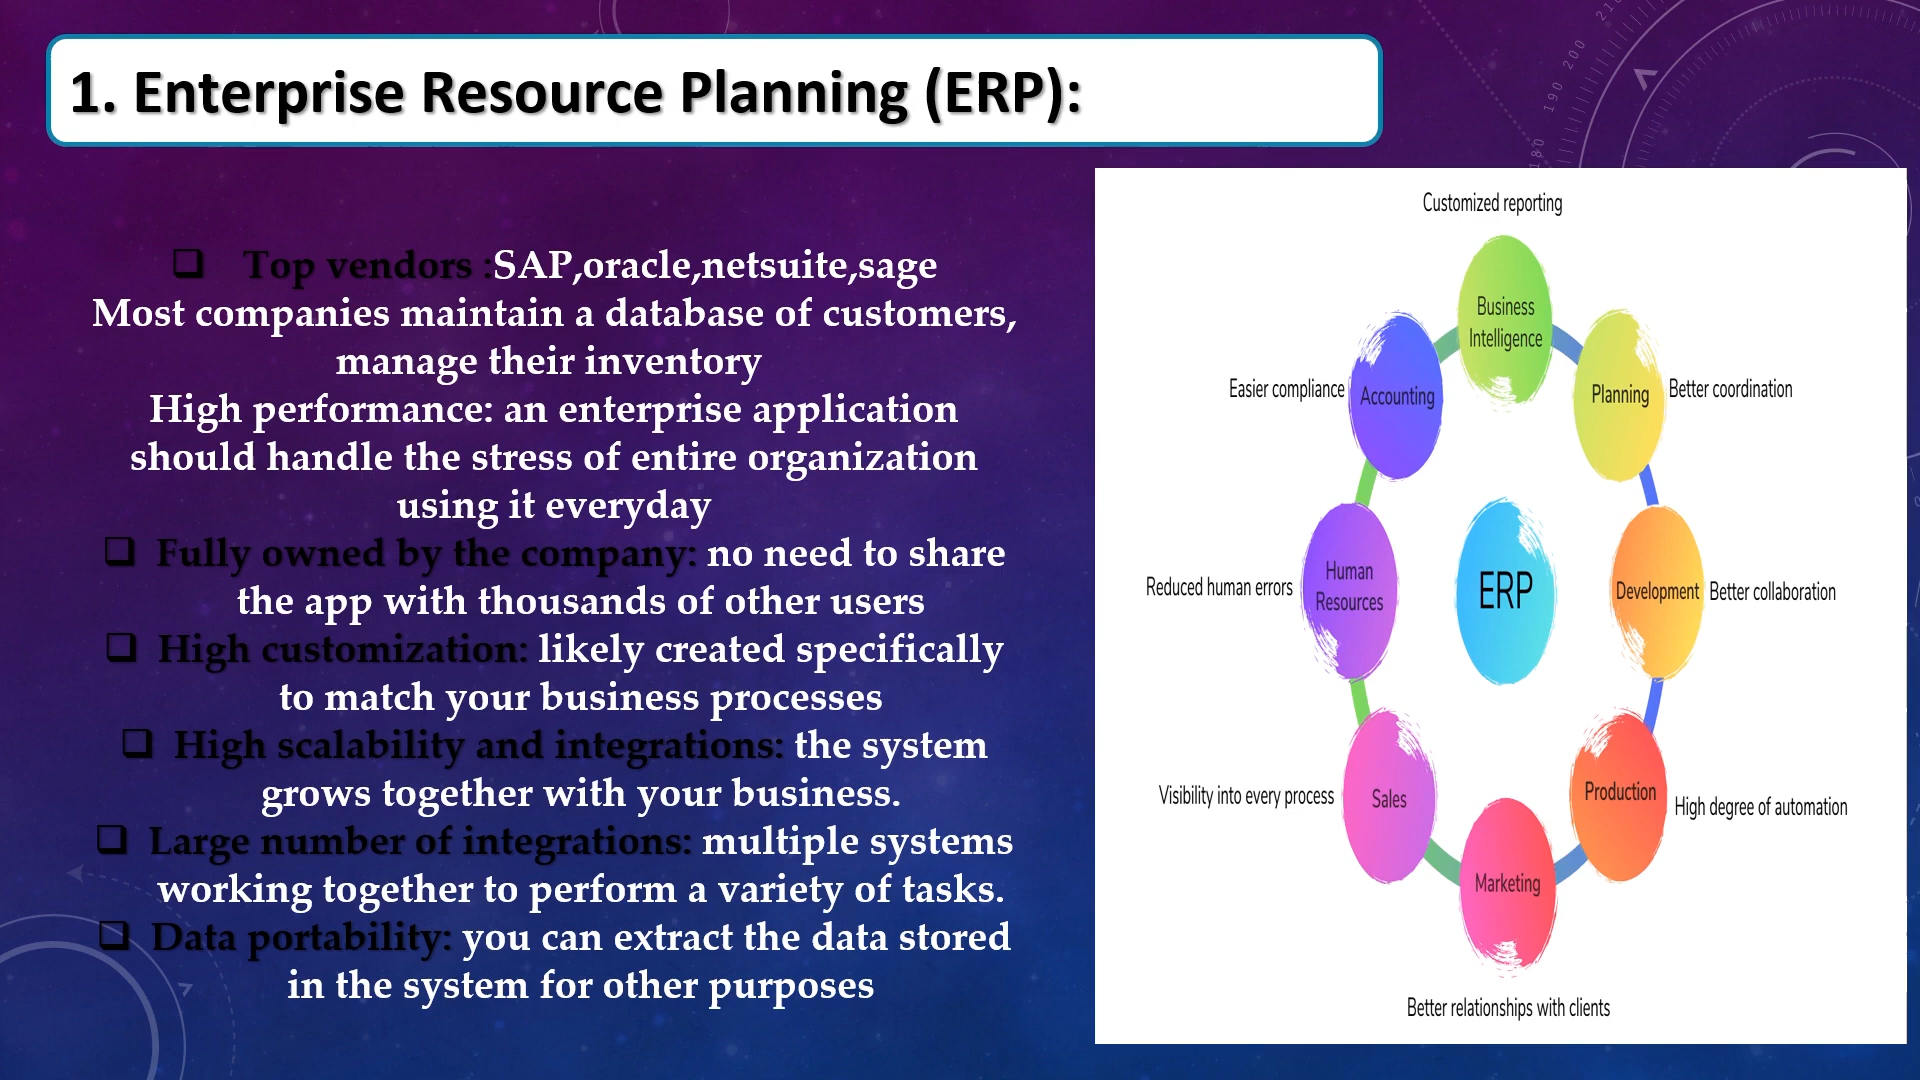 1. Enterprise Resource Planning (ERP):
❑ Top vendors :SAP,oracle,netsuite,sage
Most companies maintain a database of customers,
manage their inventory
High performance: an enterprise application
should handle the stress of entire organization
using it everyday
❑ Fully owned by the company: no need to share
the app with thousands of other users
❑ High customization: likely created specifically
to match your business processes
❑ High scalability and integrations: the system
grows together with your business.
❑ Large number of integrations: multiple systems
working together to perform a variety of tasks.
❑ Data portability: you can extract the data stored
in the system for other purposes
Customized reporting
Business
Intelligence
Easier compliance
Accounting
Planning
Better coordination
Reduced human errors
Human
Resources
ERP
Development
Better collaboration
Visibility into every process
Sales
Production
High degree of automation
Marketing
Better relationships with clients
180
190
200
210